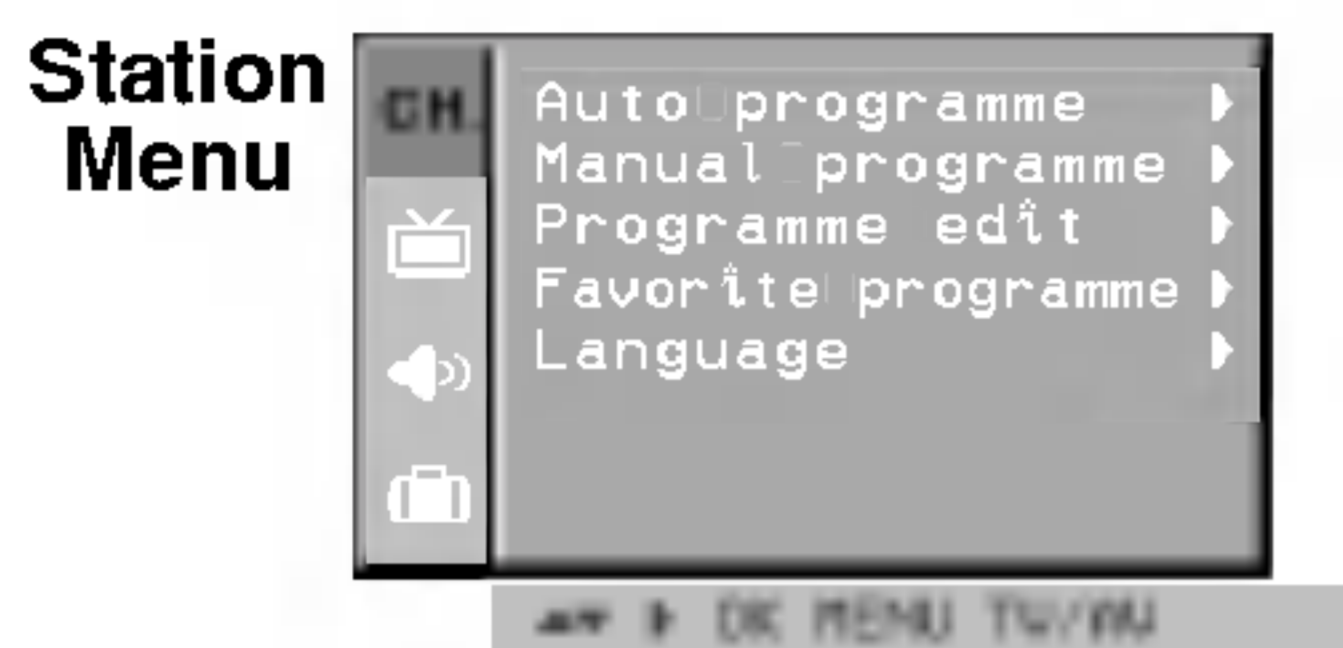 Station
Menu
CH.
Auto programme
Manual programme
Programme edit
Favorite programme
Language
OK MENU TV/AV